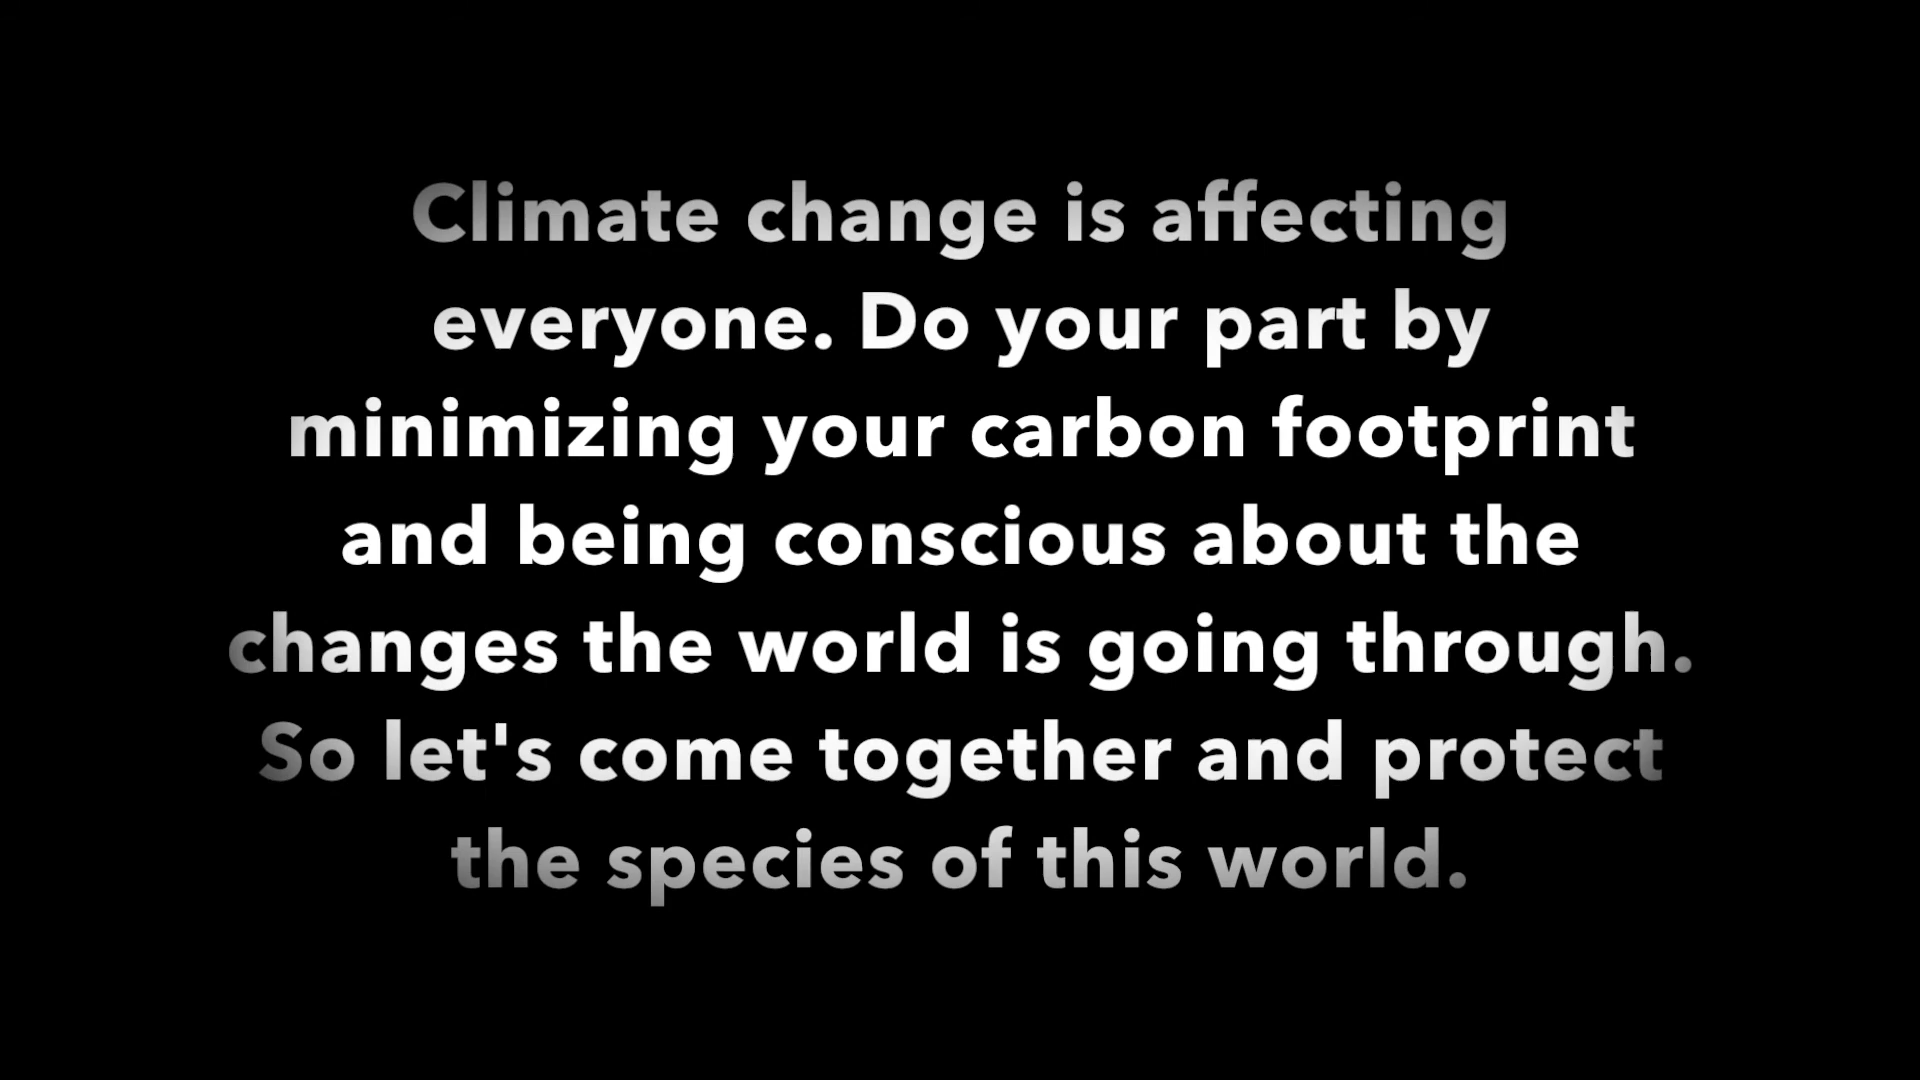 Climate change is affecting
everyone. Do your part by
minimizing your carbon footprint
and being conscious about the
changes the world is going through.
So let's come together and protect
the species of this world.